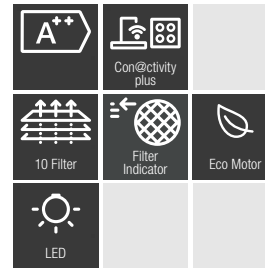 A++
Con@ctivity
plus
10 Filter
Filter
Indicator
Eco Motor
LED